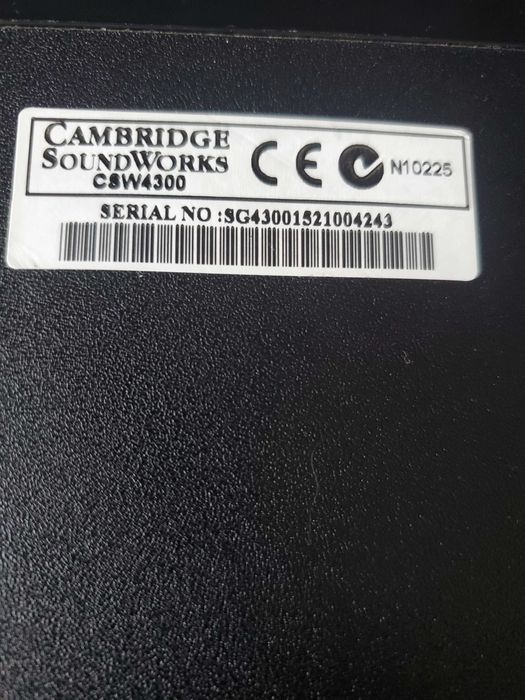 CAMBRIDGE
SOUNDWORKS
CSW4300
CE
N10225
SERIAL NO :SG43001521004243